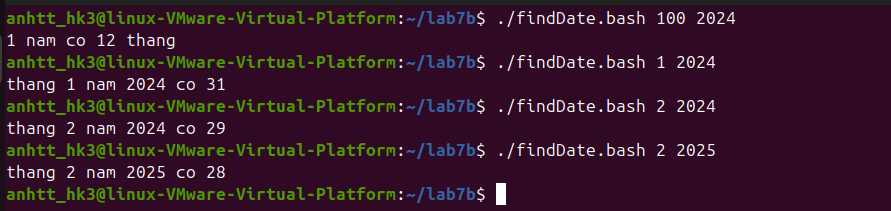 anhtt_hk3@linux-VMware-Virtual-Platform:~/lab7b$ ./findDate.bash 100 2024
1 nam co 12 thang
anhtt_hk3@linux-VMware-Virtual-Platform:~/lab7b$ ./findDate.bash 1 2024
thang 1 nam 2024 co 31
anhtt_hk3@linux-VMware-Virtual-Platform:~/lab7b$ ./findDate.bash 2 2024
thang 2 nam 2024 co 29
anhtt_hk3@linux-VMware-Virtual-Platform:~/lab7b$ ./findDate.bash 2 2025
thang 2 nam 2025 co 28
anhtt_hk3@linux-VMware-Virtual-Platform:~/lab7b$